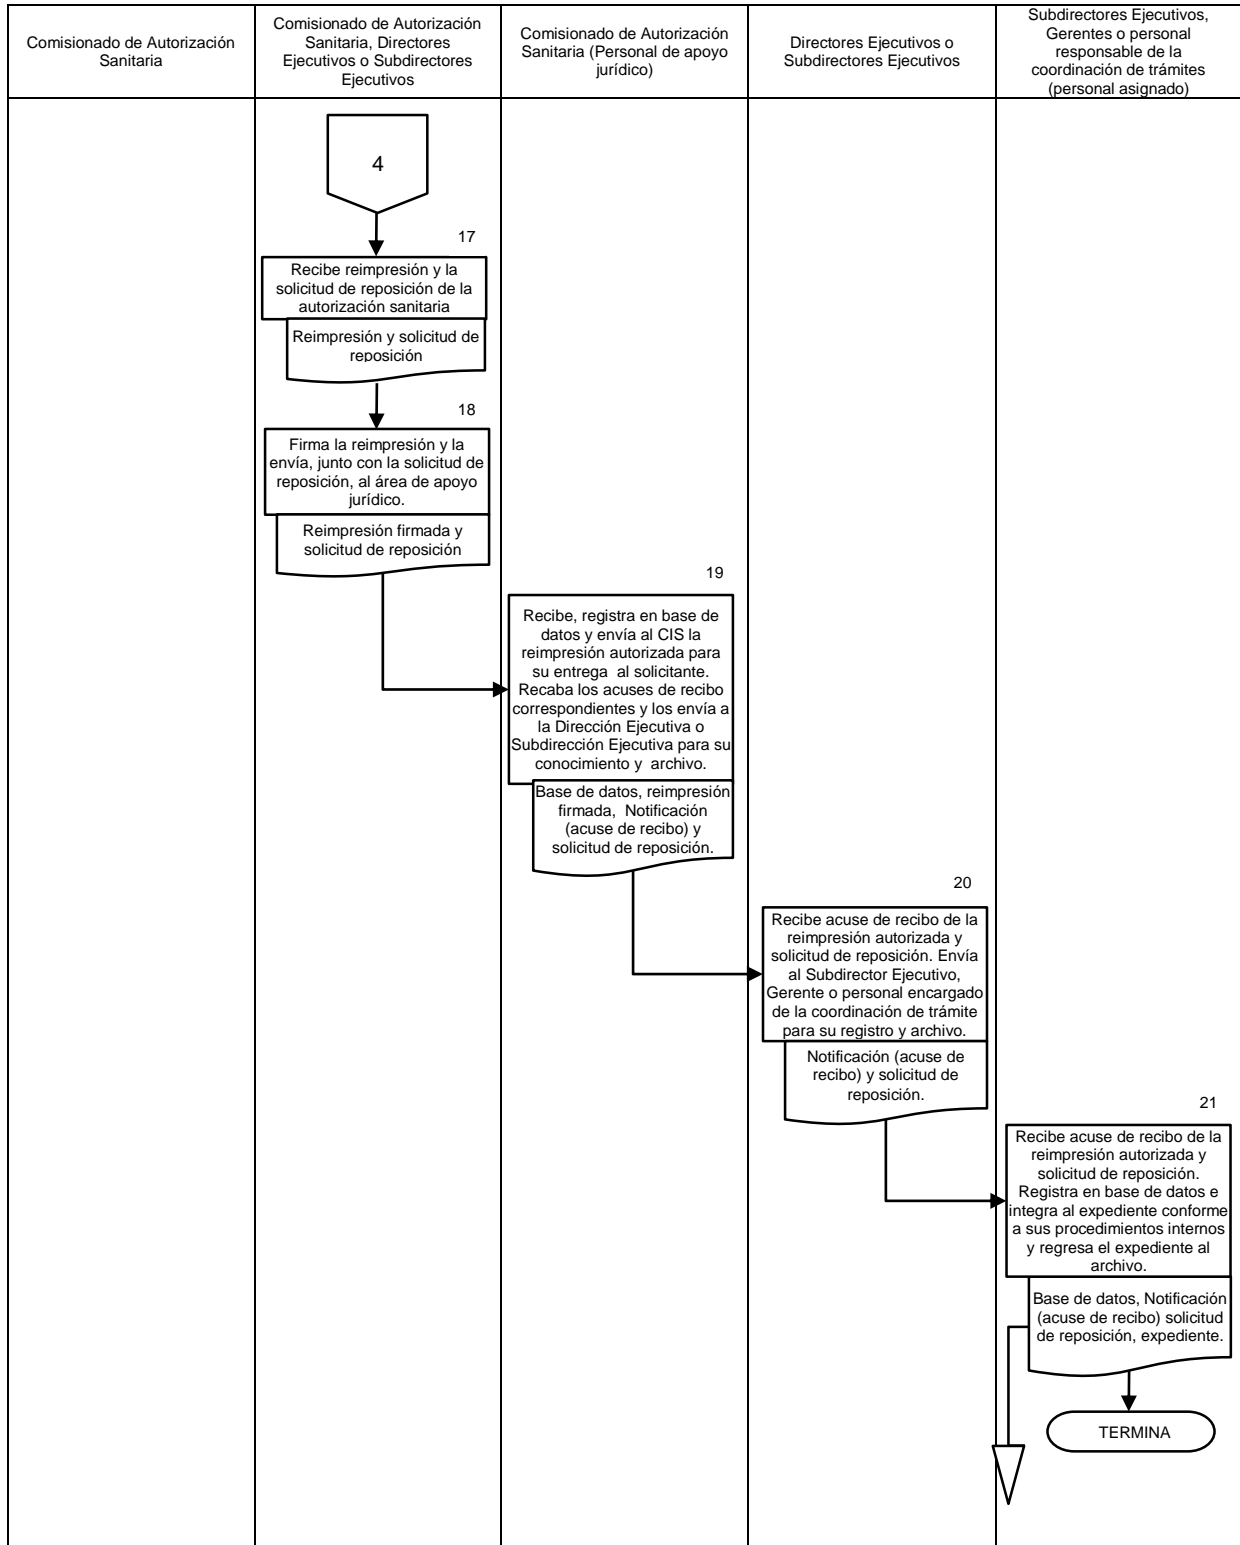 Comisionado de Autorización
Sanitaria
Comisionado de Autorización
Sanitaria, Directores
Ejecutivos o Subdirectores
Ejecutivos
Comisionado de Autorización
Sanitaria (Personal de apoyo
jurídico)
Directores Ejecutivos o
Subdirectores Ejecutivos
Subdirectores Ejecutivos,
Gerentes o personal
responsable de la
coordinación de trámites
(personal asignado)
4
17
Recibe reimpresión y la
solicitud de reposición de la
autorización sanitaria
Reimpresión y solicitud de
reposición
18
Firma la reimpresión y la
envía, junto con la solicitud de
reposición, al área de apoyo
jurídico.
Reimpresión firmada y
solicitud de reposición
19
Recibe, registra en base de
datos y envía al CIS la
reimpresión autorizada para
su entrega al solicitante.
Recaba los acuses de recibo
correspondientes y los envía a
la Dirección Ejecutiva o
Subdirección Ejecutiva para su
conocimiento y archivo.
Base de datos, reimpresión
firmada, Notificación
(acuse de recibo) y
solicitud de reposición.
20
Recibe acuse de recibo de la
reimpresión autorizada y
solicitud de reposición. Envía
al Subdirector Ejecutivo,
Gerente o personal encargado
de la coordinación de trámite
para su registro y archivo.
Notificación (acuse de
recibo) y solicitud de
reposición.
21
Recibe acuse de recibo de la
reimpresión autorizada y
solicitud de reposición.
Registra en base de datos e
integra al expediente conforme
a sus procedimientos internos
y regresa el expediente al
archivo.
Base de datos, Notificación
(acuse de recibo) solicitud
de reposición, expediente.
TERMINA